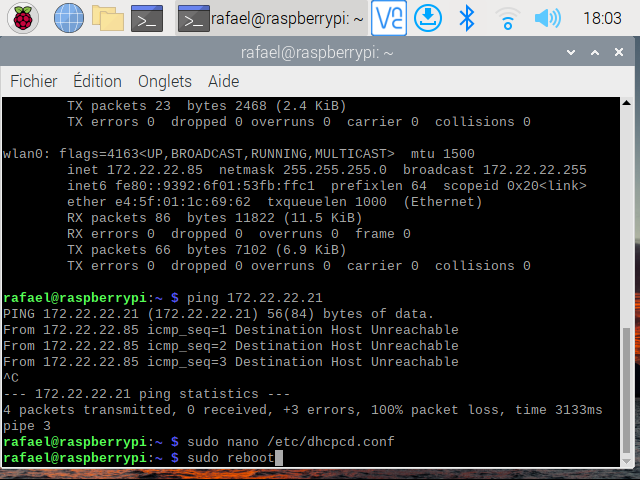 rafael@raspberrypi: ~
VNC
18:03
rafael@raspberrypi: ~
Fichier Édition Onglets Aide
TX packets 23  bytes 2468 (2.4 KiB)
TX errors 0  dropped 0 overruns 0  carrier 0  collisions 0
wlan0: flags=4163<UP,BROADCAST,RUNNING,MULTICAST>  mtu 1500
inet 172.22.22.85  netmask 255.255.255.0  broadcast 172.22.22.255
inet6 fe80::9392:6f01:53fb:ffc1  prefixlen 64  scopeid 0x20<link>
ether e4:5f:01:1c:69:62  txqueuelen 1000  (Ethernet)
RX packets 86  bytes 11822 (11.5 KiB)
RX errors 0  dropped 0  overruns 0  frame 0
TX packets 66  bytes 7102 (6.9 KiB)
TX errors 0  dropped 0 overruns 0  carrier 0  collisions 0
rafael@raspberrypi:~ $ ping 172.22.22.21
PING 172.22.22.21 (172.22.22.21) 56(84) bytes of data.
From 172.22.22.85 icmp_seq=1 Destination Host Unreachable
From 172.22.22.85 icmp_seq=2 Destination Host Unreachable
From 172.22.22.85 icmp_seq=3 Destination Host Unreachable
^C
--- 172.22.22.21 ping statistics ---
4 packets transmitted, 0 received, +3 errors, 100% packet loss, time 3133ms
pipe 3
rafael@raspberrypi:~ $ sudo nano /etc/dhcpcd.conf
rafael@raspberrypi:~ $ sudo reboot